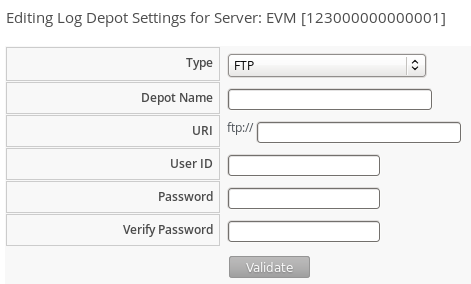 Editing Log Depot Settings for Server: EVM [123000000000001]
Type FTP
Depot Name
URI ftp://
User ID
Password
Verify Password
Validate